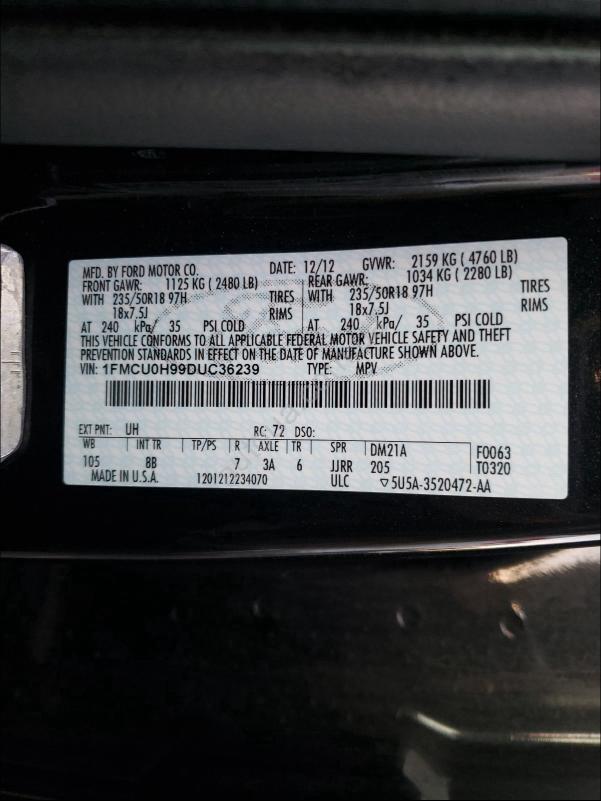 MFD. BY FORD MOTOR CO. DATE: 12/12 GVWR: 2159 KG ( 4760 LB)
FRONT GAWR: 1125 KG ( 2480 LB) REAR GAWR: 1034 KG ( 2280 LB)
WITH 235/50R18 97H TIRES WITH 235/50R18 97H TIRES
18x7.5J RIMS 18x7.5J RIMS
AT 240 kPa/ 35 PSI COLD AT 240 kPa/ 35 PSI COLD
THIS VEHICLE CONFORMS TO ALL APPLICABLE FEDERAL MOTOR VEHICLE SAFETY AND THEFT
PREVENTION STANDARDS IN EFFECT ON THE DATE OF MANUFACTURE SHOWN ABOVE.
VIN: 1FMCU0H99DUC36239 TYPE: MPV
EXT PNT: UH RC: 72 DSO:
WB INT TR TP/PS R AXLE TR SPR DM21A F0063
105 8B 7 3A 6 JJRR 205 T0320
MADE IN U.S.A. 1201212234070 ULC ▽5U5A-3520472-AA